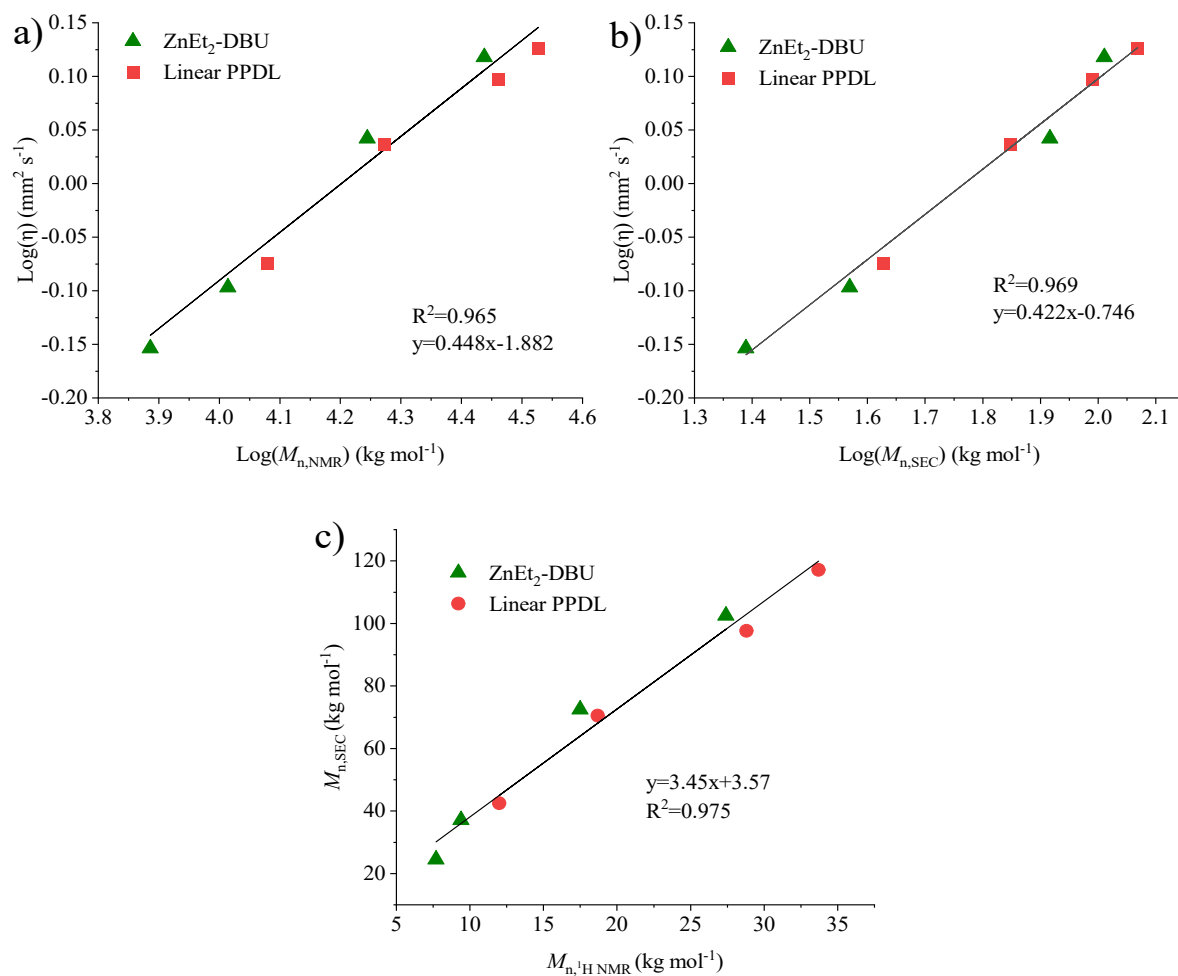 a)
ZnEt₂-DBU
Linear PPDL
0.15
0.10
0.05
0.00
-0.05
-0.10
-0.15
-0.20
Log(η) (mm² s⁻¹)
R²=0.965
y=0.448x-1.882
3.8 3.9 4.0 4.1 4.2 4.3 4.4 4.5 4.6
Log(Mn,NMR) (kg mol⁻¹)
b)
ZnEt₂-DBU
Linear PPDL
0.15
0.10
0.05
0.00
-0.05
-0.10
-0.15
-0.20
Log(η) (mm² s⁻¹)
R²=0.969
y=0.422x-0.746
1.3 1.4 1.5 1.6 1.7 1.8 1.9 2.0 2.1
Log(Mn,SEC) (kg mol⁻¹)
c)
ZnEt₂-DBU
Linear PPDL
120
100
80
60
40
20
Mn,SEC (kg mol⁻¹)
y=3.45x+3.57
R²=0.975
5 10 15 20 25 30 35
Mn,¹H NMR (kg mol⁻¹)